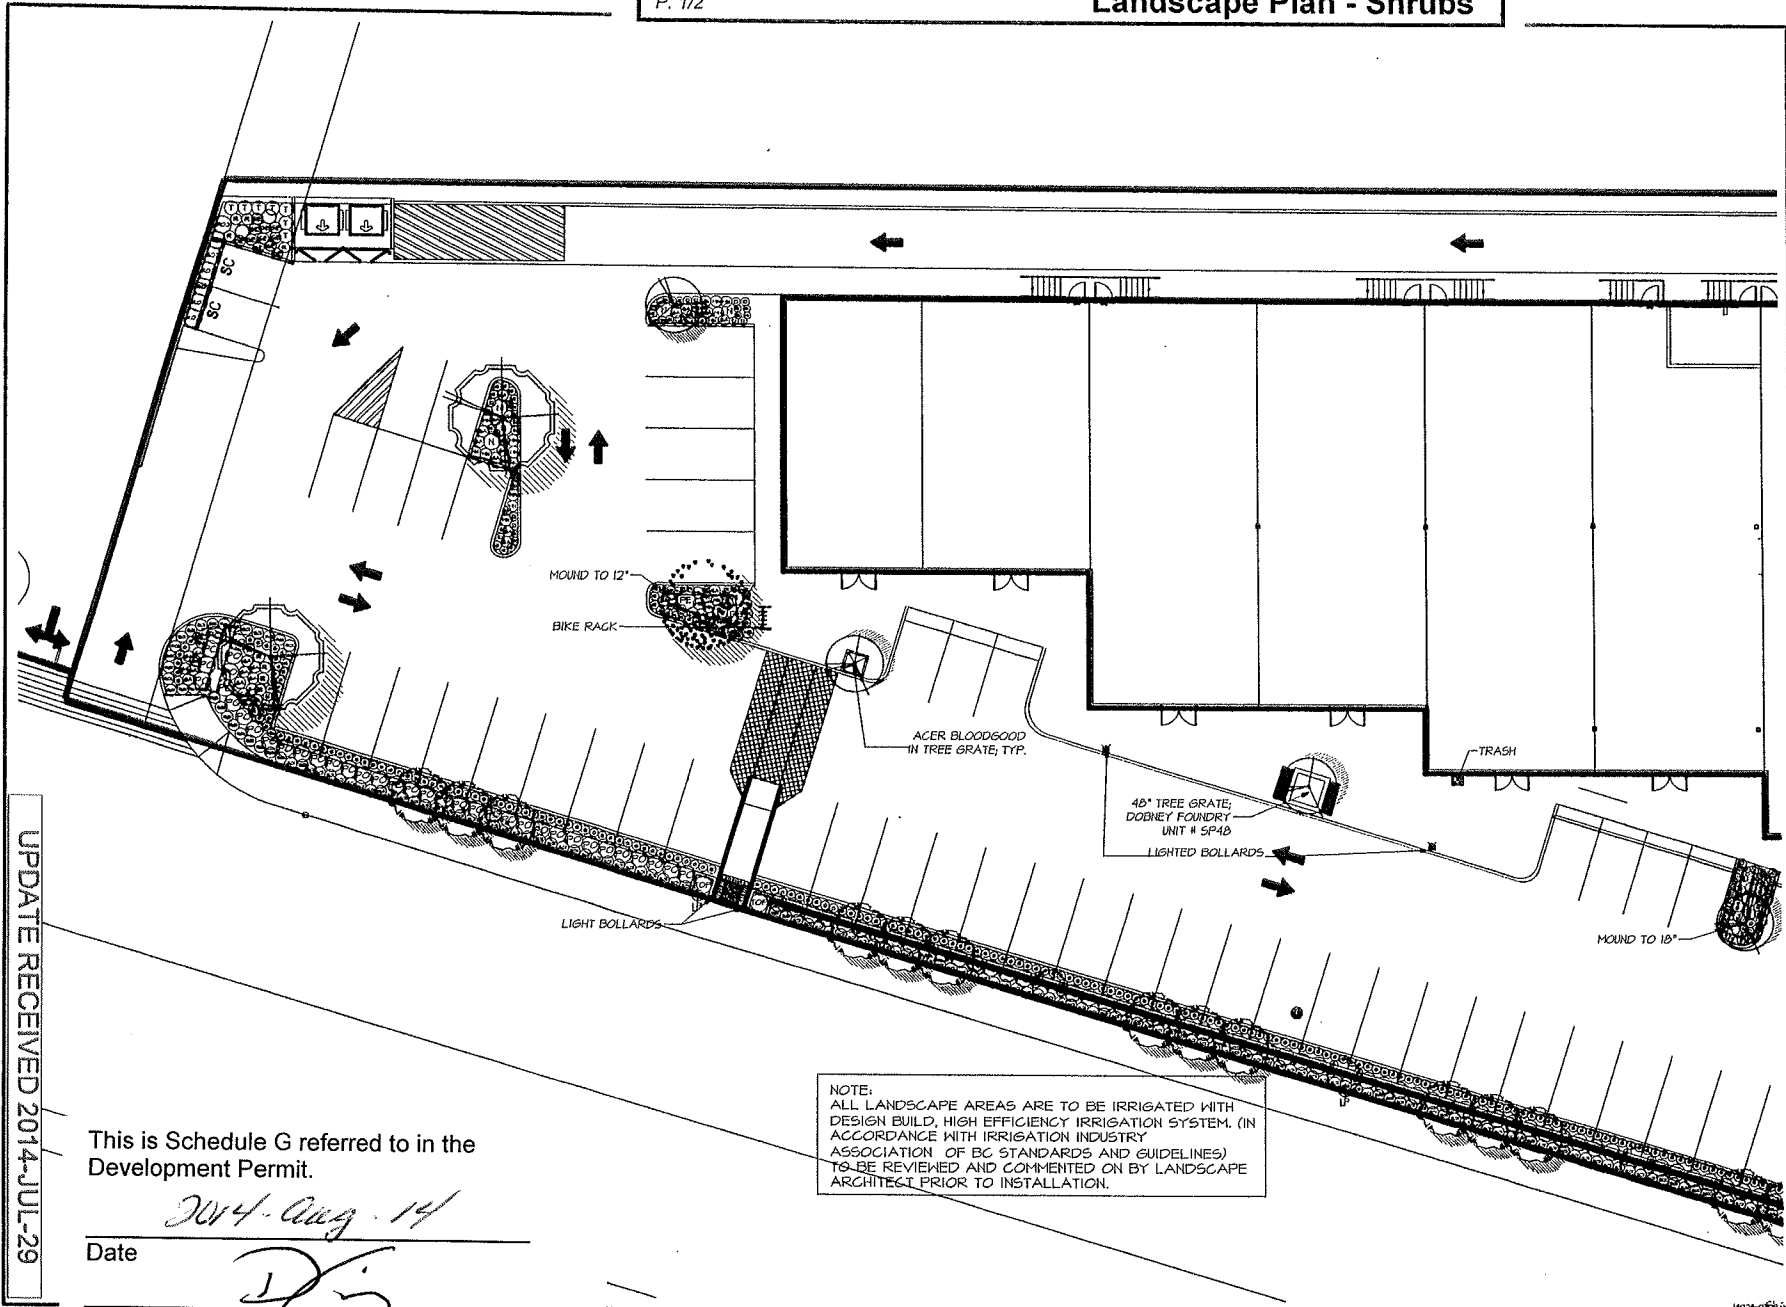 P. 1/2
Landscape Plan - Shrubs
SC
SC
N
MOUND TO 12"
PE
BIKE RACK
ACER BLOODGOOD
IN TREE GRATE; TYP.
TRASH
48" TREE GRATE;
DOBNEY FOUNDRY
UNIT # SP48
LIGHTED BOLLARDS
LIGHT BOLLARDS
MOUND TO 18"
NOTE:
ALL LANDSCAPE AREAS ARE TO BE IRRIGATED WITH
DESIGN BUILD, HIGH EFFICIENCY IRRIGATION SYSTEM. (IN
ACCORDANCE WITH IRRIGATION INDUSTRY
ASSOCIATION OF BC STANDARDS AND GUIDELINES)
TO BE REVIEWED AND COMMENTED ON BY LANDSCAPE
ARCHITECT PRIOR TO INSTALLATION.
UPDATE RECEIVED 2014-JUL-29
This is Schedule G referred to in the
Development Permit.
2014-Aug-14
Date